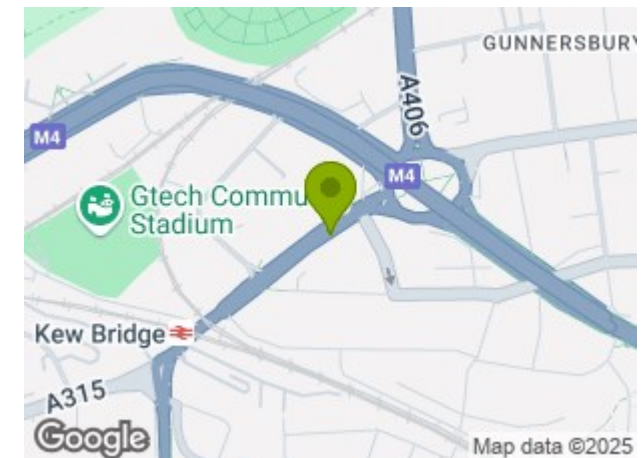 GUNNERSBURY
A406
M4
M4
Gtech Commu
Stadium
Kew Bridge
A315
Google
Map data ©2025